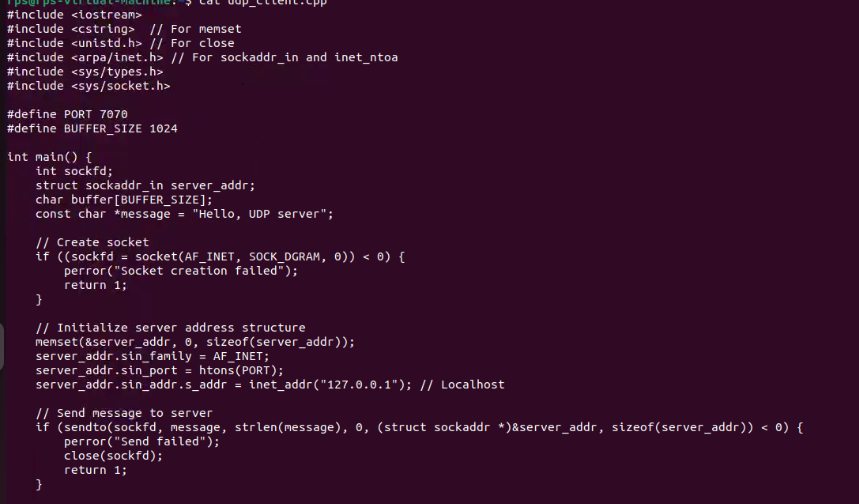 rps@rps-virtual-machine:~$ cat udp_client.cpp
#include <iostream>
#include <cstring>  // For memset
#include <unistd.h> // For close
#include <arpa/inet.h> // For sockaddr_in and inet_ntoa
#include <sys/types.h>
#include <sys/socket.h>

#define PORT 7070
#define BUFFER_SIZE 1024

int main() {
    int sockfd;
    struct sockaddr_in server_addr;
    char buffer[BUFFER_SIZE];
    const char *message = "Hello, UDP server";

    // Create socket
    if ((sockfd = socket(AF_INET, SOCK_DGRAM, 0)) < 0) {
        perror("Socket creation failed");
        return 1;
    }

    // Initialize server address structure
    memset(&server_addr, 0, sizeof(server_addr));
    server_addr.sin_family = AF_INET;
    server_addr.sin_port = htons(PORT);
    server_addr.sin_addr.s_addr = inet_addr("127.0.0.1"); // Localhost

    // Send message to server
    if (sendto(sockfd, message, strlen(message), 0, (struct sockaddr *)&server_addr, sizeof(server_addr)) < 0) {
        perror("Send failed");
        close(sockfd);
        return 1;
    }